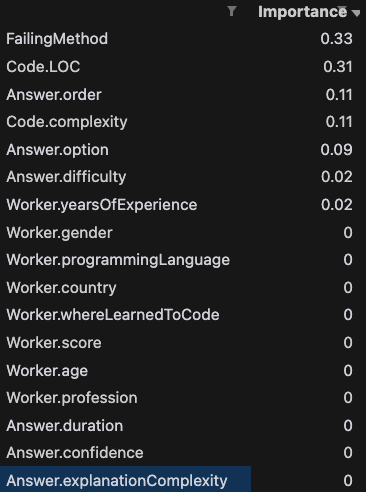 Importance
FailingMethod 0.33
Code.LOC 0.31
Answer.order 0.11
Code.complexity 0.11
Answer.option 0.09
Answer.difficulty 0.02
Worker.yearsOfExperience 0.02
Worker.gender 0
Worker.programmingLanguage 0
Worker.country 0
Worker.whereLearnedToCode 0
Worker.score 0
Worker.age 0
Worker.profession 0
Answer.duration 0
Answer.confidence 0
Answer.explanationComplexity 0